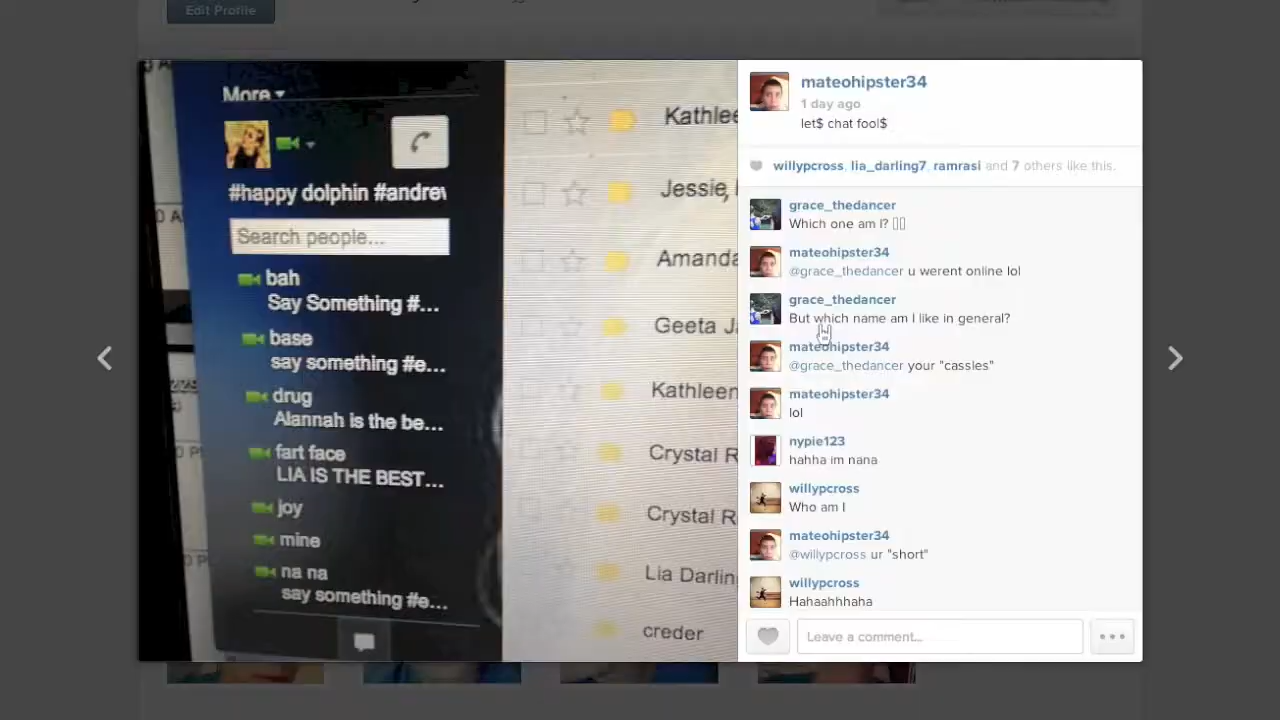 Edit Profile
More
#happy dolphin #andrew
Search people...
bah
Say Something #...
base
say something #e...
drug
Alannah is the be...
fart face
LIA IS THE BEST...
joy
mine
na na
say something #e...
Kathlee
Jessie,
Amanda
Geeta J
Kathleen
Crystal R
Crystal R
Lia Darlin
creder
mateohipster34
1 day ago
let$ chat fool$
willypcross, lia_darling7, ramrasi and 7 others like this.
grace_thedancer
Which one am I?
mateohipster34
@grace_thedancer u werent online lol
grace_thedancer
But which name am I like in general?
mateohipster34
@grace_thedancer your "cassies"
mateohipster34
lol
nypie123
hahha im nana
willypcross
Who am I
mateohipster34
@willypcross ur "short"
willypcross
Hahaahhhaha
Leave a comment...